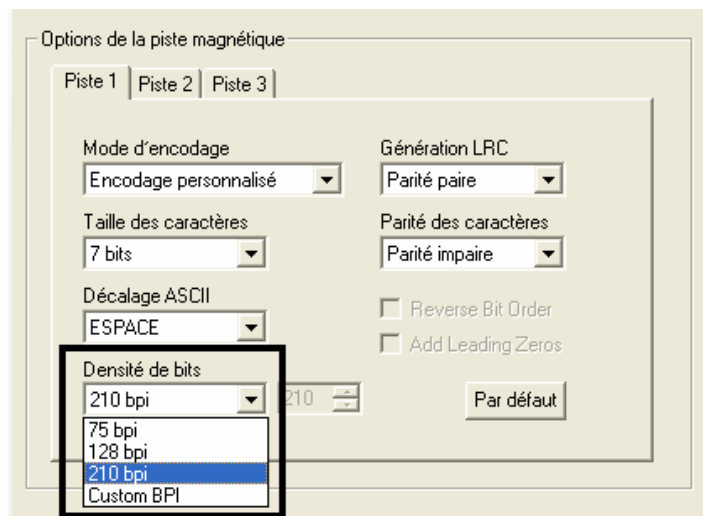 Options de la piste magnétique
Piste 1 Piste 2 Piste 3
Mode d'encodage
Encodage personnalisé
Génération LRC
Parité paire
Taille des caractères
7 bits
Parité des caractères
Parité impaire
Décalage ASCII
ESPACE
Reverse Bit Order
Add Leading Zeros
Densité de bits
210 bpi
210
Par défaut
75 bpi
128 bpi
210 bpi
Custom BPI